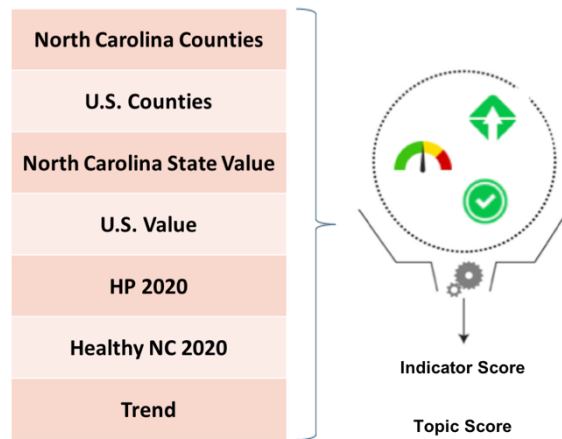 North Carolina Counties
U.S. Counties
North Carolina State Value
U.S. Value
HP 2020
Healthy NC 2020
Trend
Indicator Score
Topic Score